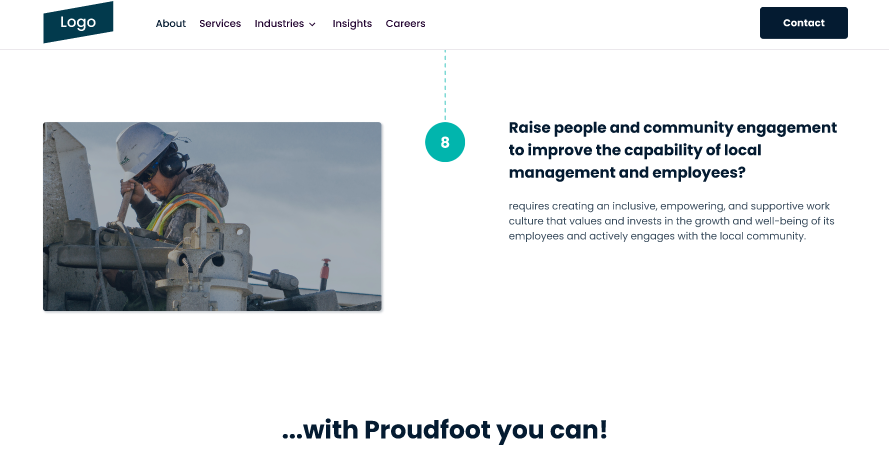 Logo
About Services Industries Insights Careers
Contact
8
Raise people and community engagement
to improve the capability of local
management and employees?
requires creating an inclusive, empowering, and supportive work
culture that values and invests in the growth and well-being of its
employees and actively engages with the local community.
...with Proudfoot you can!